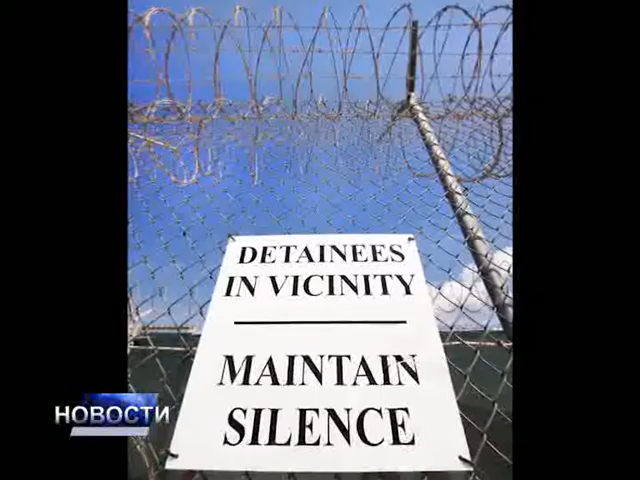 DETAINEES
IN VICINITY
MAINTAIN
SILENCE
НОВОСТИ